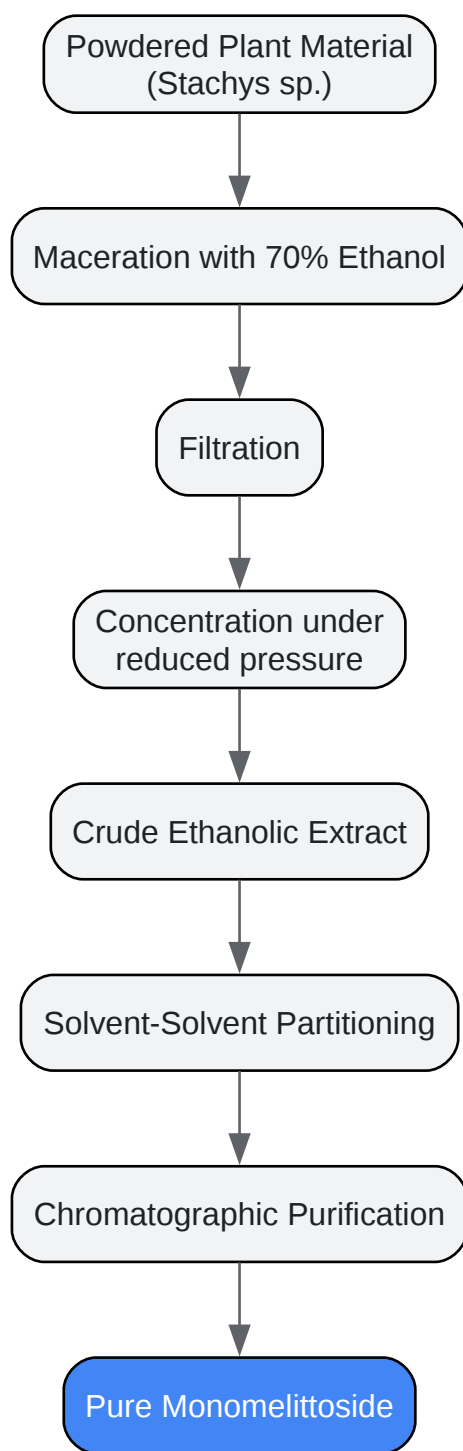 Powdered Plant Material
(Stachys sp.)
Maceration with 70% Ethanol
Filtration
Concentration under
reduced pressure
Crude Ethanolic Extract
Solvent-Solvent Partitioning
Chromatographic Purification
Pure Monomelittoside